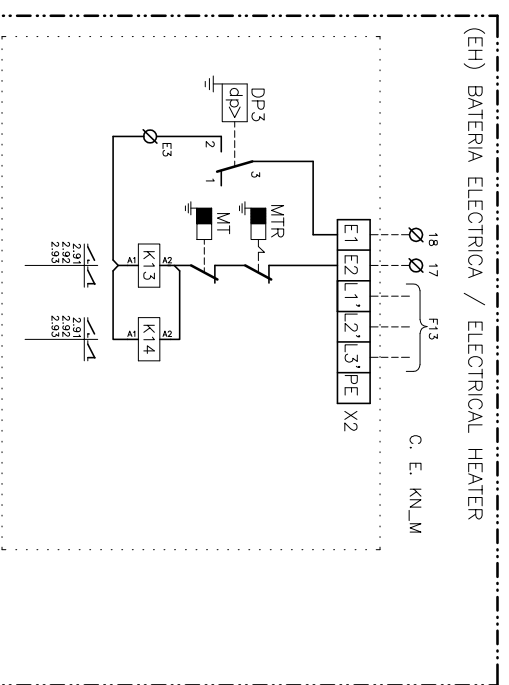 (EH) BATERIA ELECTRICA / ELECTRICAL HEATER
18 17 F13 C. E. KN_M
E1 E2 L1' L2' L3' PE X2
DP3
dp>
3
2 1
E3
MTR
MT
A2 A2
K13 K14
A1 A1
2.91 2.91
2.92 2.92
2.93 2.93